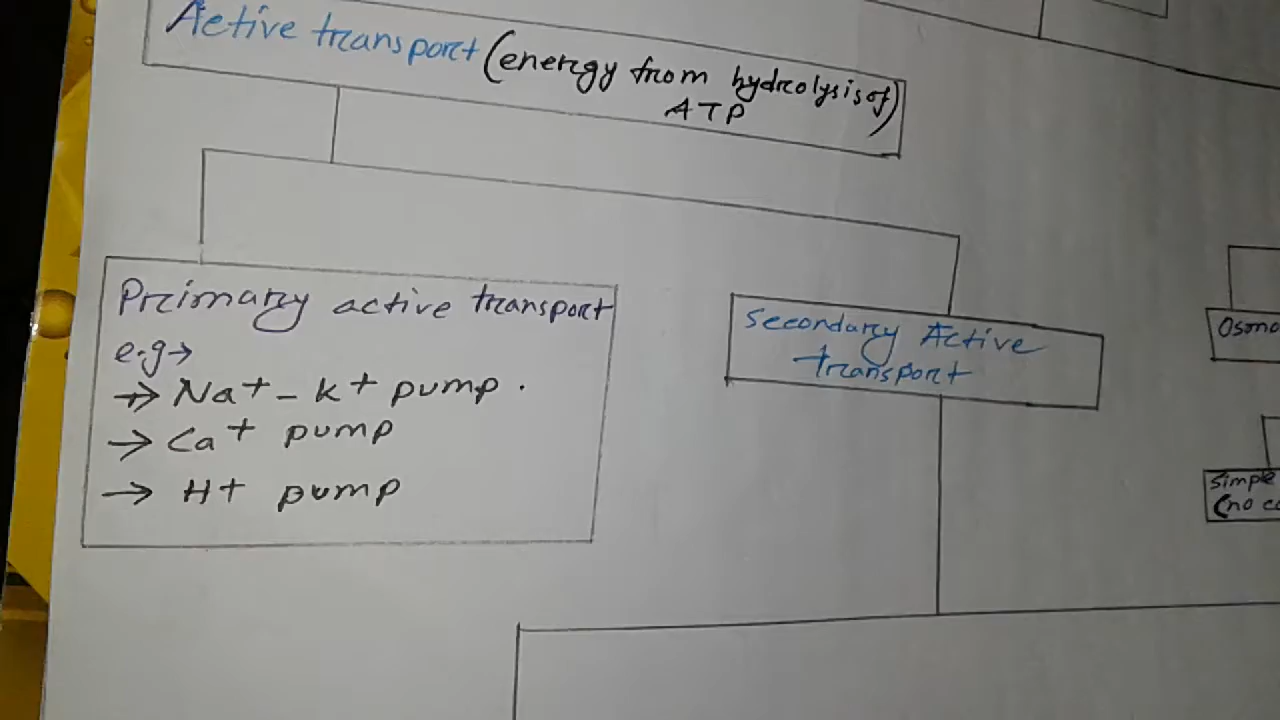 Active transport (energy from hydrolysis of)
ATP
Primary active transport
e.g→
→ Na+ - k+ pump.
→ Ca+ pump
→ H+ pump
Secondary Active
transport
Simple
(no